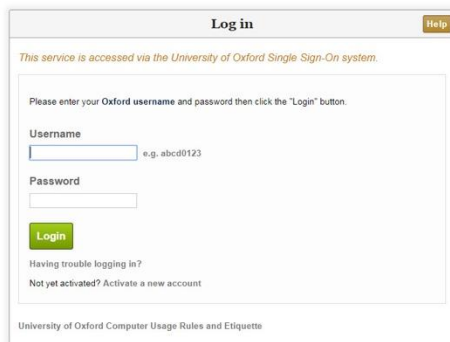 Log in
Help
This service is accessed via the University of Oxford Single Sign-On system.
Please enter your Oxford username and password then click the "Login" button.
Username
e.g. abcd0123
Password
Login
Having trouble logging in?
Not yet activated? Activate a new account
University of Oxford Computer Usage Rules and Etiquette